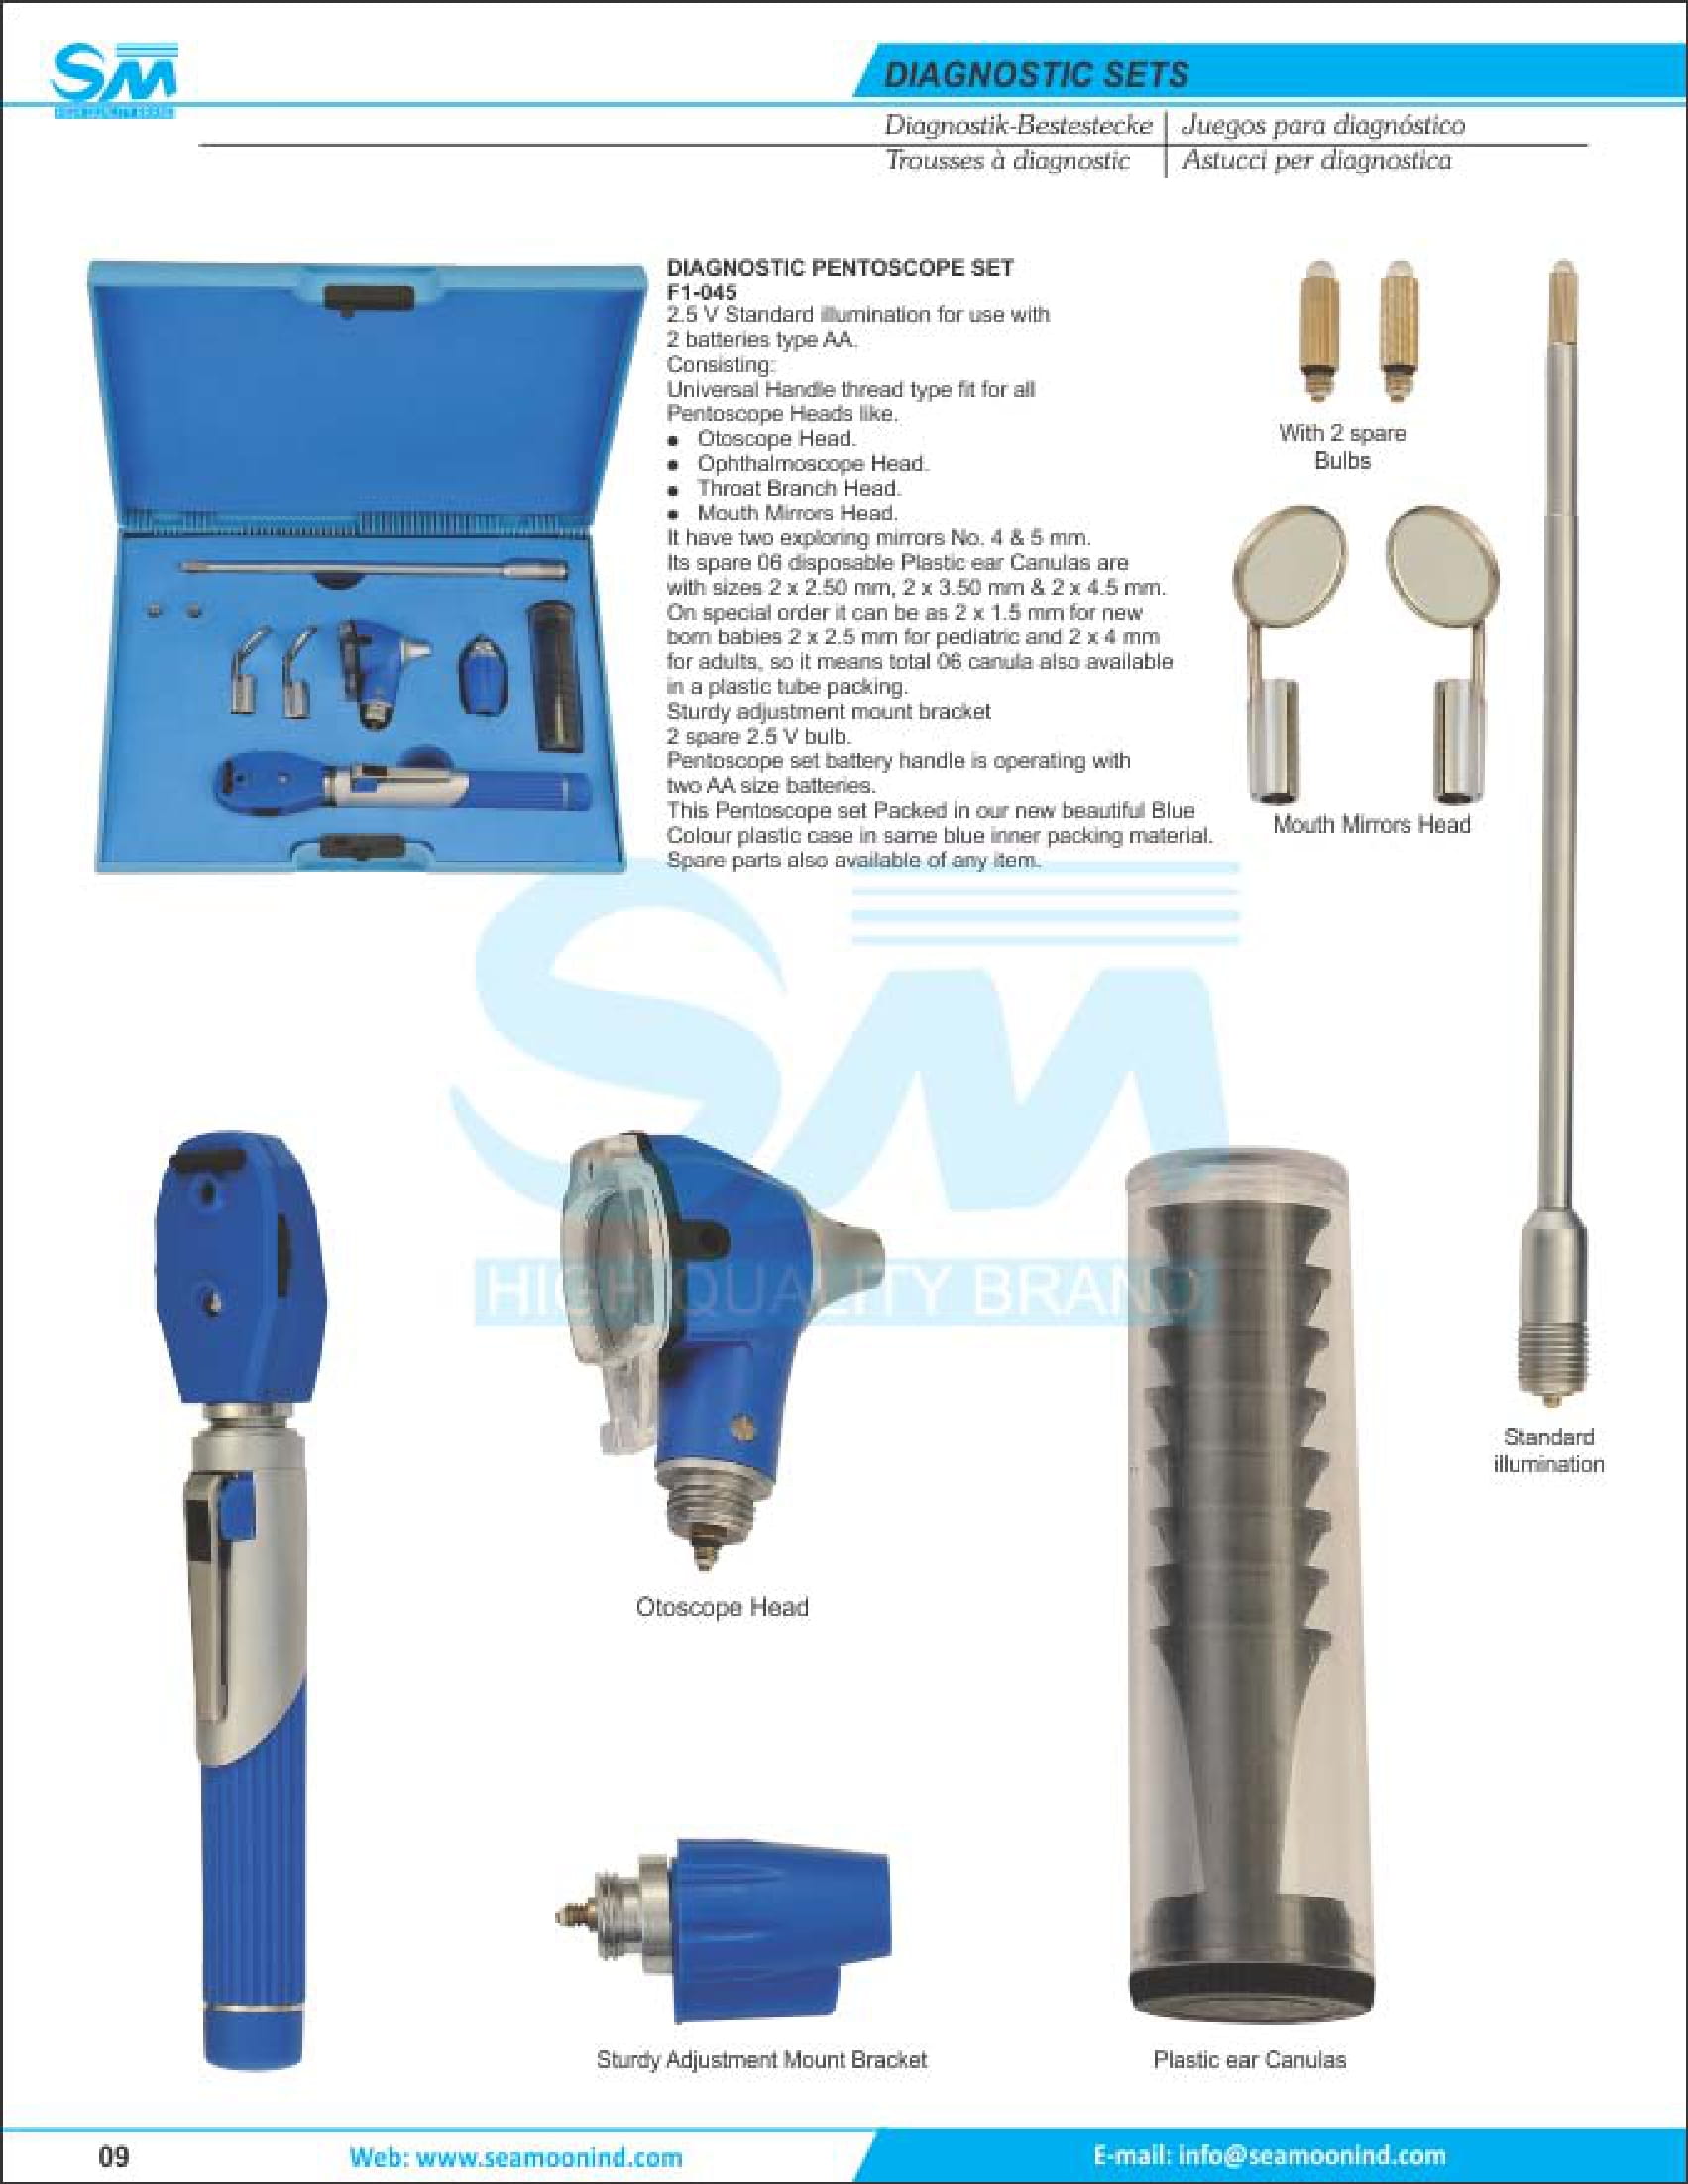 SM
DIAGNOSTIC SETS
Diagnostik-Bestestecke
Juegos para diagnóstico
Trousses à diagnostic
Astucci per diagnostica
DIAGNOSTIC PENTOSCOPE SET
F1-045
2.5 V Standard illumination for use with
2 batteries type AA.
Consisting:
Universal Handle thread type fit for all
Pentoscope Heads like.
● Otoscope Head.
● Ophthalmoscope Head.
● Throat Branch Head.
● Mouth Mirrors Head.
It have two exploring mirrors No. 4 & 5 mm.
Its spare 06 disposable Plastic ear Canulas are
with sizes 2 x 2.50 mm, 2 x 3.50 mm & 2 x 4.5 mm.
On special order it can be as 2 x 1.5 mm for new
born babies 2 x 2.5 mm for pediatric and 2 x 4 mm
for adults, so it means total 06 canula also available
in a plastic tube packing.
Sturdy adjustment mount bracket
2 spare 2.5 V bulb.
Pentoscope set battery handle is operating with
two AA size batteries.
This Pentoscope set Packed in our new beautiful Blue
Colour plastic case in same blue inner packing material.
Spare parts also available of any item.
With 2 spare
Bulbs
Mouth Mirrors Head
SM
HIGH QUALITY BRAND
Standard
illumination
Otoscope Head
Sturdy Adjustment Mount Bracket
Plastic ear Canulas
09
Web: www.seamoonind.com
E-mail: info@seamoonind.com